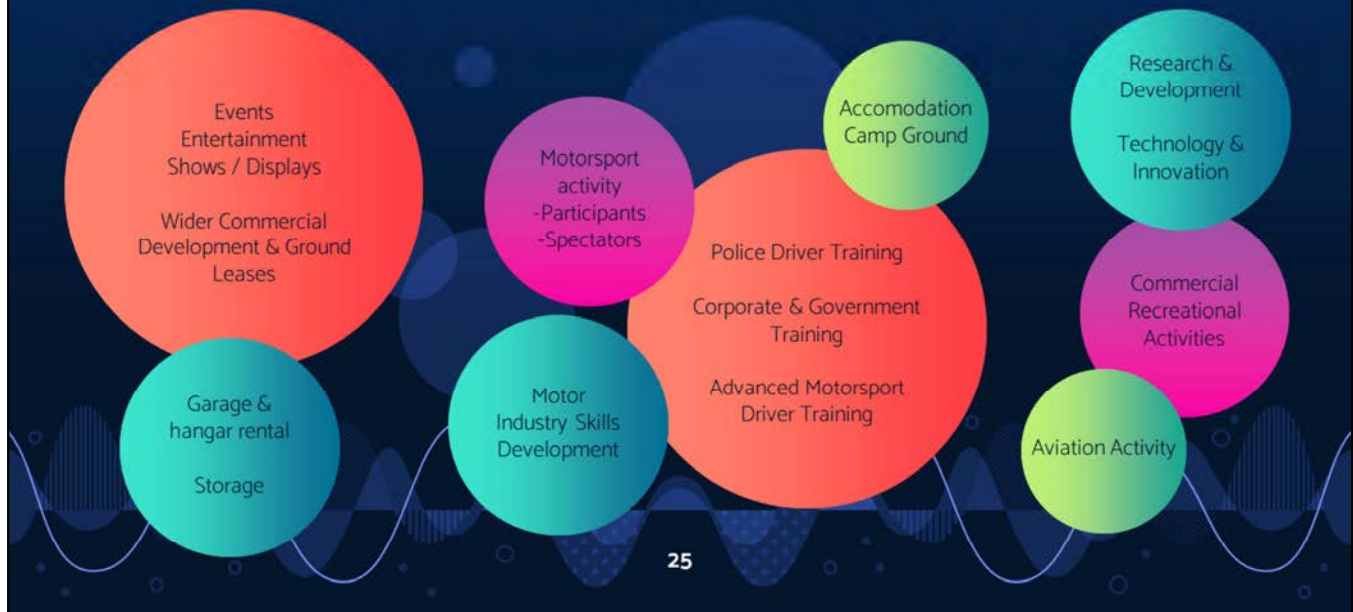 Events
Entertainment
Shows / Displays
Wider Commercial
Development & Ground
Leases
Garage &
hangar rental
Storage
Motorsport
activity
-Participants
-Spectators
Motor
Industry Skills
Development
Accomodation
Camp Ground
Police Driver Training
Corporate & Government
Training
Advanced Motorsport
Driver Training
Research &
Development
Technology &
Innovation
Commercial
Recreational
Activities
Aviation Activity
25